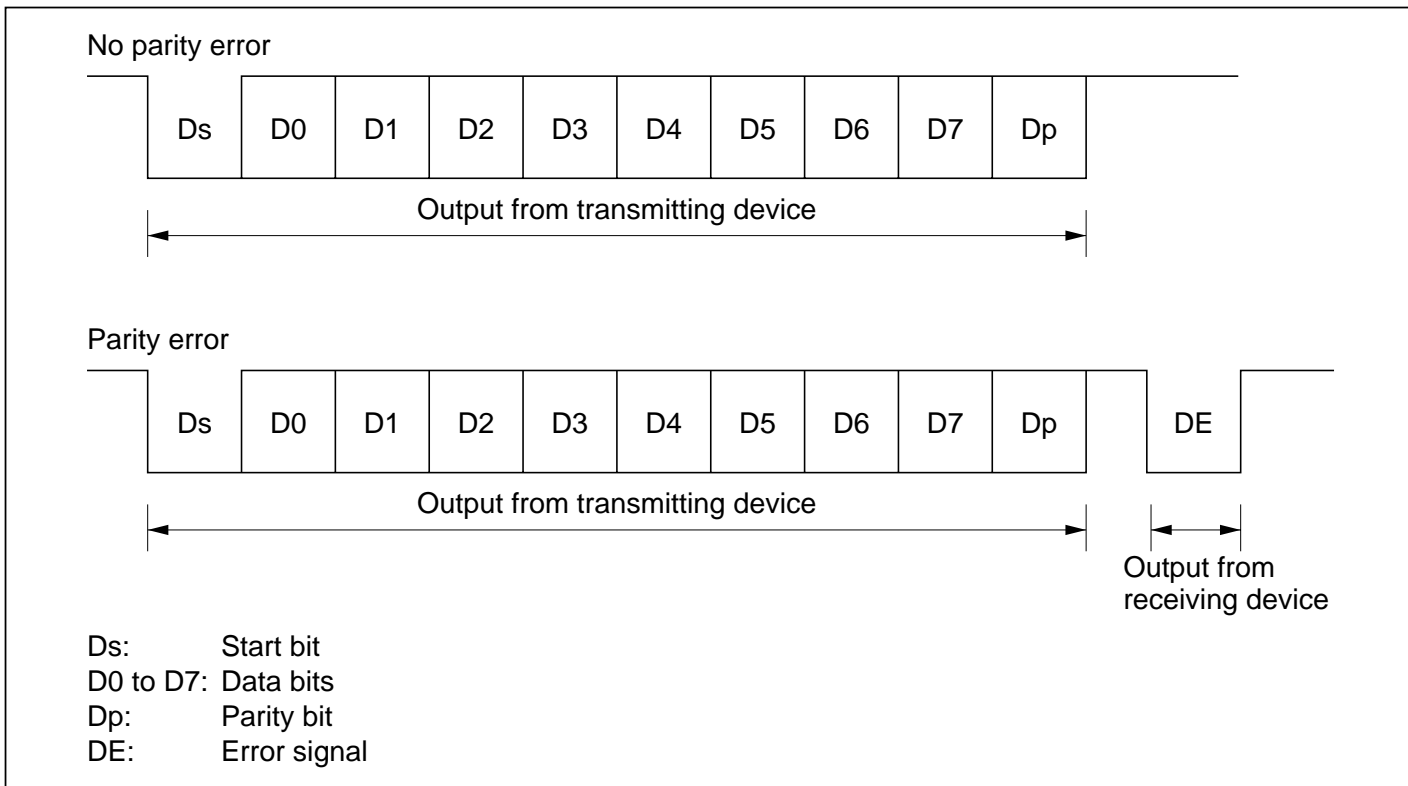 No parity error
Ds D0 D1 D2 D3 D4 D5 D6 D7 Dp
Output from transmitting device
Parity error
Ds D0 D1 D2 D3 D4 D5 D6 D7 Dp DE
Output from transmitting device
Output from
receiving device
Ds: Start bit
D0 to D7: Data bits
Dp: Parity bit
DE: Error signal